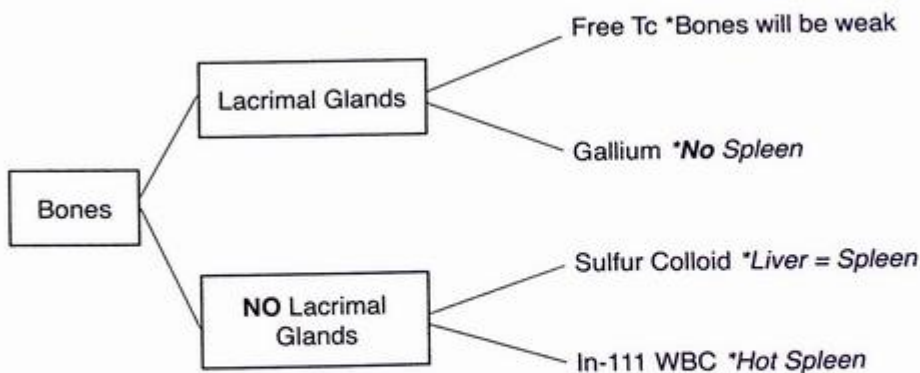 Free Tc *Bones will be weak
Lacrimal Glands
Gallium *No Spleen
Bones
Sulfur Colloid *Liver = Spleen
NO Lacrimal
Glands
In-111 WBC *Hot Spleen